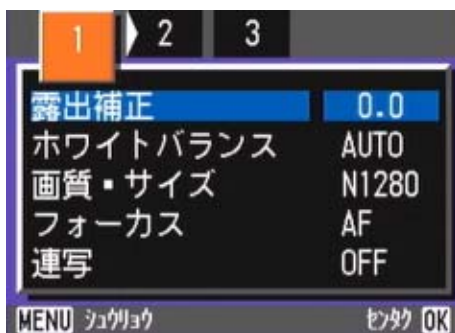 1 2 3
露出補正 0.0
ホワイトバランス AUTO
画質・サイズ N1280
フォーカス AF
連写 OFF
MENU シュウリョウ センタク OK